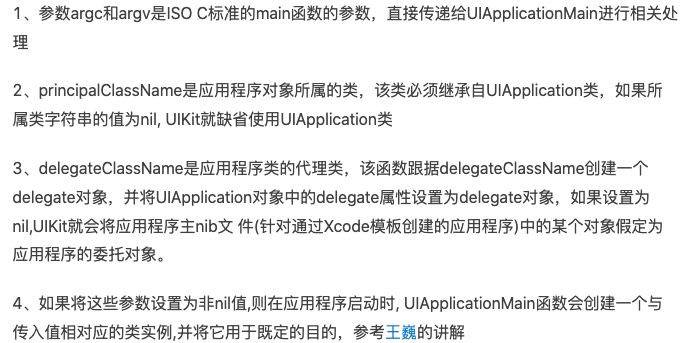 1、参数argc和argv是ISO C标准的main函数的参数，直接传递给UIApplicationMain进行相关处
理
2、principalClassName是应用程序对象所属的类，该类必须继承自UIApplication类，如果所
属类字符串的值为nil, UIKit就缺省使用UIApplication类
3、delegateClassName是应用程序类的代理类，该函数跟据delegateClassName创建一个
delegate对象，并将UIApplication对象中的delegate属性设置为delegate对象，如果设置为
nil,UIKit就会将应用程序主nib文 件(针对通过Xcode模板创建的应用程序)中的某个对象假定为
应用程序的委托对象。
4、如果将这些参数设置为非nil值,则在应用程序启动时, UIApplicationMain函数会创建一个与
传入值相对应的类实例,并将它用于既定的目的，参考王巍的讲解